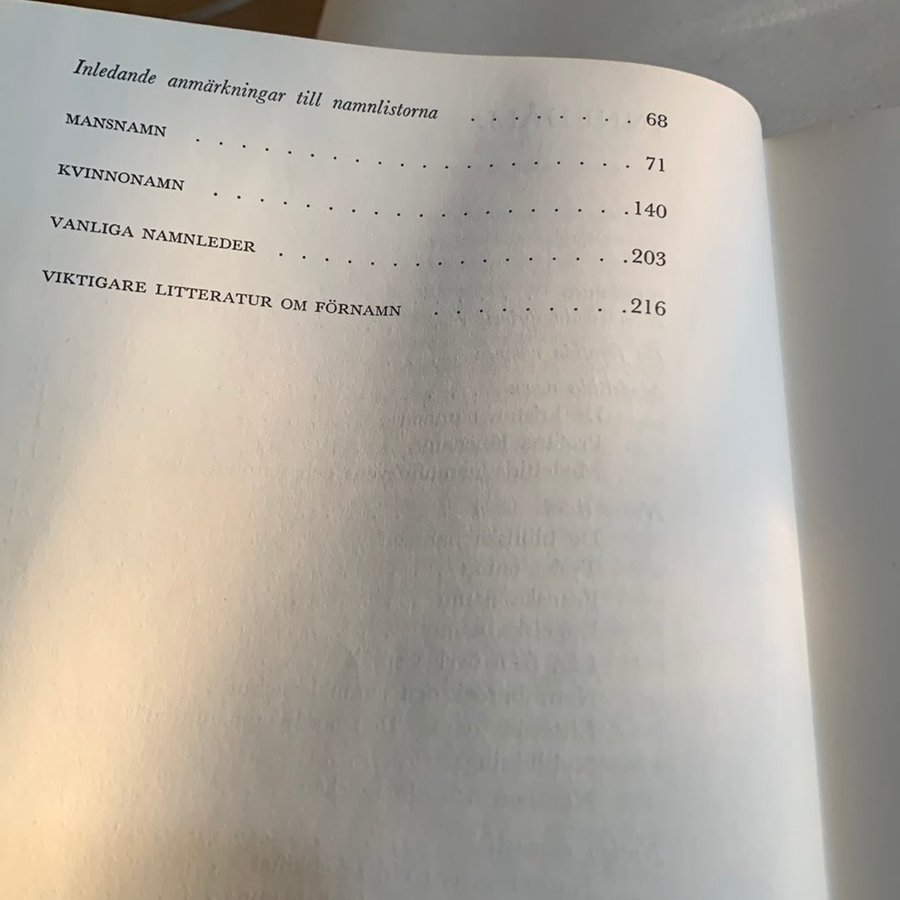 Inledande anmärkningar till namnlistorna . . . . . . . . 68
MANSNAMN . . . . . . . . . . . . . . . . . . . . 71
KVINNONAMN . . . . . . . . . . . . . . . . . . . 140
VANLIGA NAMNLEDER . . . . . . . . . . . . . . . . 203
VIKTIGARE LITTERATUR OM FÖRNAMN . . . . . . . . . 216